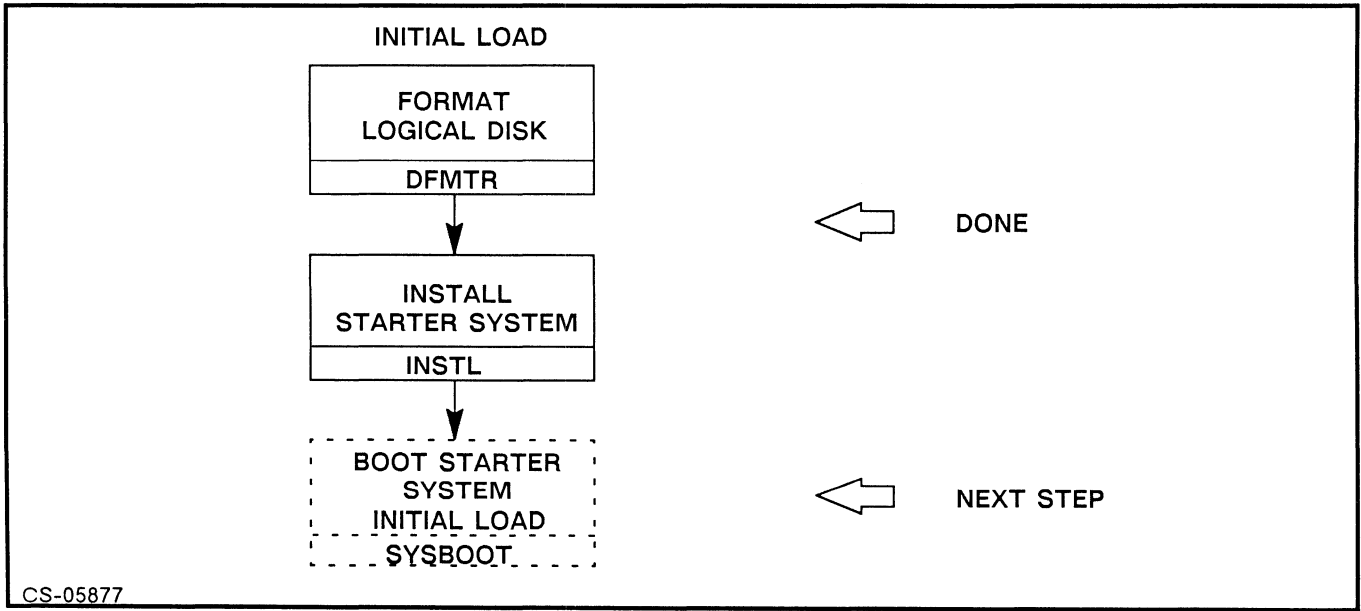 INITIAL LOAD
FORMAT
LOGICAL DISK
DFMTR
DONE
INSTALL
STARTER SYSTEM
INSTL
BOOT STARTER
SYSTEM
INITIAL LOAD
SYSBOOT
NEXT STEP
CS-05877